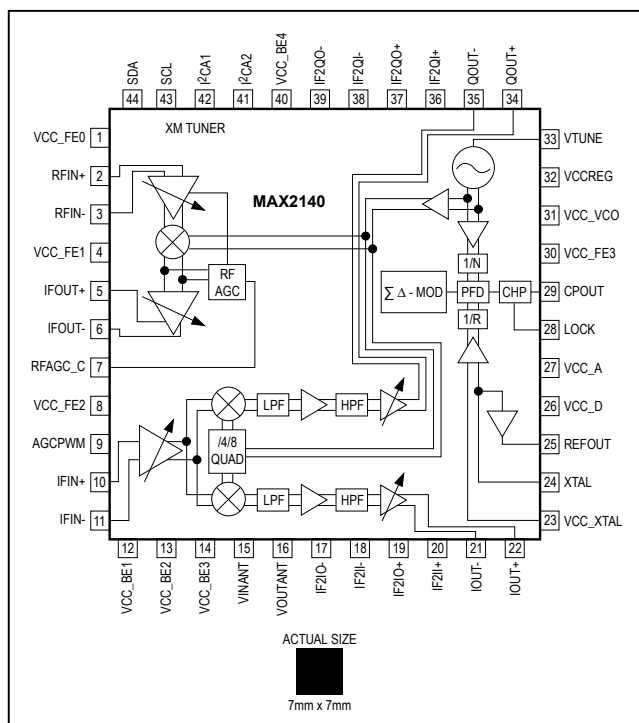 SDA
SCL
I²CA1
I²CA2
VCC_BE4
IF2QO-
IF2QI-
IF2QO+
IF2QI+
QOUT-
QOUT+
44
43
42
41
40
39
38
37
36
35
34
XM TUNER
MAX2140
VCC_FE0 1
RFIN+ 2
RFIN- 3
VCC_FE1 4
IFOUT+ 5
IFOUT- 6
RFAGC_C 7
VCC_FE2 8
AGCPWM 9
IFIN+ 10
IFIN- 11
RF
AGC
1/N
∑ Δ - MOD
PFD
CHP
1/R
LPF
HPF
/4/8
QUAD
LPF
HPF
33 VTUNE
32 VCCREG
31 VCC_VCO
30 VCC_FE3
29 CPOUT
28 LOCK
27 VCC_A
26 VCC_D
25 REFOUT
24 XTAL
23 VCC_XTAL
12
13
14
15
16
17
18
19
20
21
22
VCC_BE1
VCC_BE2
VCC_BE3
VINANT
VOUTANT
IF2IO-
IF2II-
IF2IO+
IF2II+
IOUT-
IOUT+
ACTUAL SIZE
7mm x 7mm